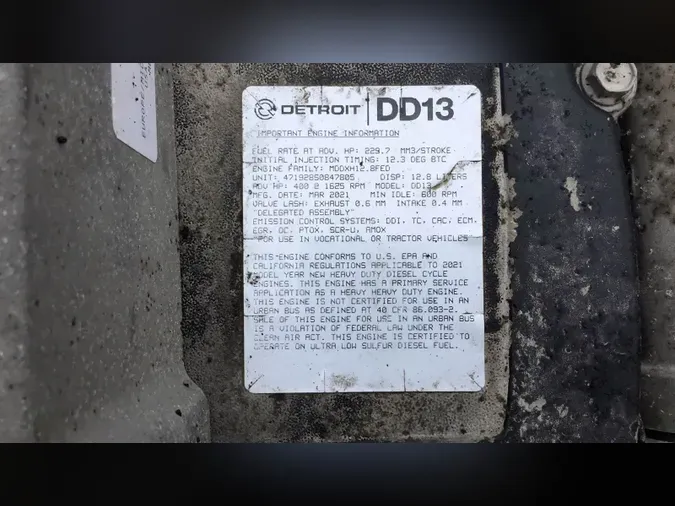 DETROIT DD13
IMPORTANT ENGINE INFORMATION
FUEL RATE AT ADV. HP: 229.7 MM3/STROKE
INITIAL INJECTION TIMING: 12.3 DEG BTC
ENGINE FAMILY: MDDXH12.8FED
UNIT: 471928S0847805 DISP: 12.8 LITERS
ADV HP: 480 @ 1625 RPM MODEL: DD13
MFG. DATE: MAR 2021 MIN IDLE: 600 RPM
VALVE LASH: EXHAUST 0.6 MM INTAKE 0.4 MM
"DELEGATED ASSEMBLY"
EMISSION CONTROL SYSTEMS: DDI, TC, CAC, ECM,
EGR, OC, PTOX, SCR-U, AMOX
"FOR USE IN VOCATIONAL OR TRACTOR VEHICLES"
THIS ENGINE CONFORMS TO U.S. EPA AND
CALIFORNIA REGULATIONS APPLICABLE TO 2021
MODEL YEAR NEW HEAVY DUTY DIESEL CYCLE
ENGINES. THIS ENGINE HAS A PRIMARY SERVICE
APPLICATION AS A HEAVY HEAVY DUTY ENGINE.
THIS ENGINE IS NOT CERTIFIED FOR USE IN AN
URBAN BUS AS DEFINED AT 40 CFR 86.093-2.
SALE OF THIS ENGINE FOR USE IN AN URBAN BUS
IS A VIOLATION OF FEDERAL LAW UNDER THE
CLEAN AIR ACT. THIS ENGINE IS CERTIFIED TO
OPERATE ON ULTRA LOW SULFUR DIESEL FUEL.